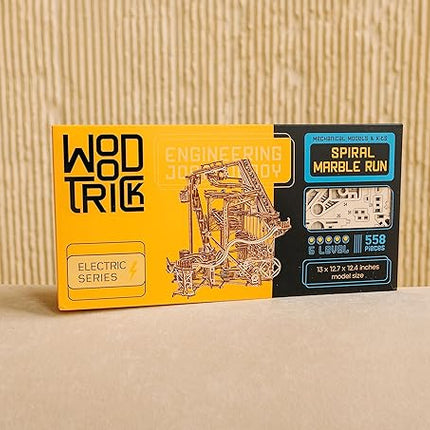 WOOD
TRICK
ENGINEERING
ELECTRIC
SERIES
MECHANICAL MODELS & KITS
SPIRAL
MARBLE RUN
5 LEVEL
558
PIECES
13 x 12.7 x 12.4 inches
model size